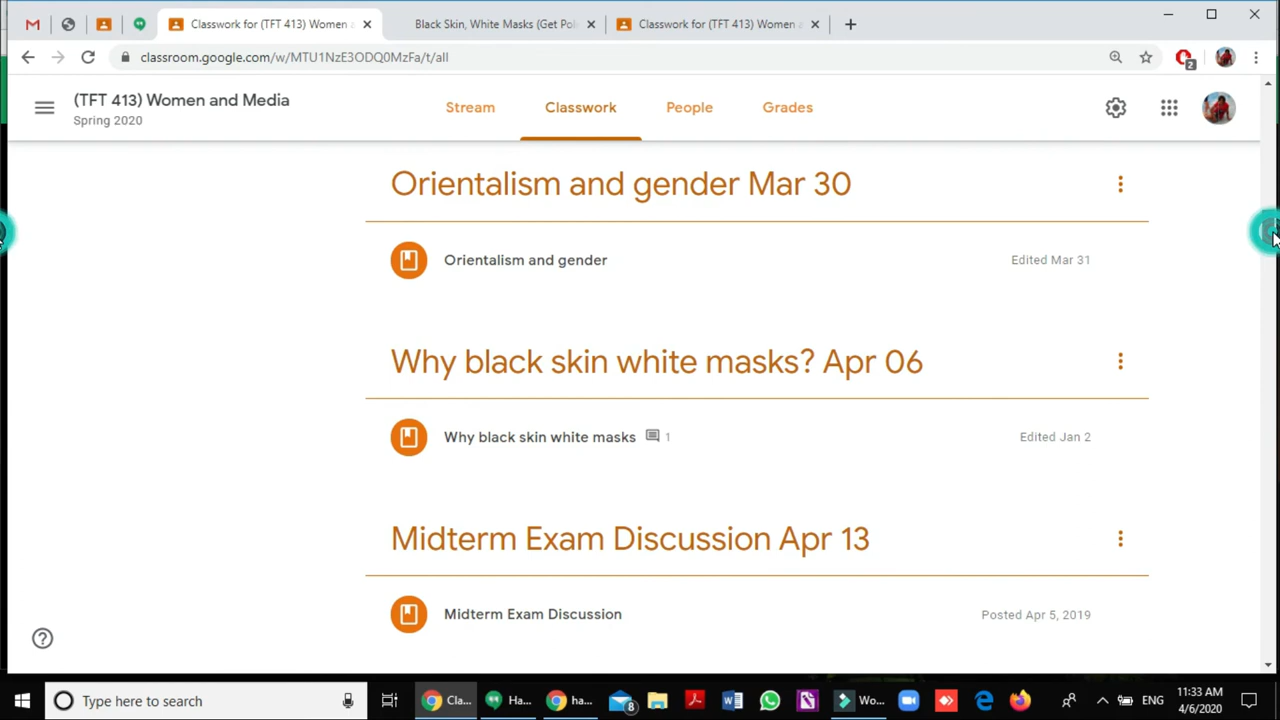 Classwork for (TFT 413) Women a
Black Skin, White Masks (Get Poli
Classwork for (TFT 413) Women a
classroom.google.com/w/MTU1NzE3ODQ0MzFa/t/all
2
(TFT 413) Women and Media
Spring 2020
Stream
Classwork
People
Grades
Orientalism and gender Mar 30
Orientalism and gender
Edited Mar 31
Why black skin white masks? Apr 06
Why black skin white masks
1
Edited Jan 2
Midterm Exam Discussion Apr 13
Midterm Exam Discussion
Posted Apr 5, 2019
Type here to search
Cla...
Ha...
ha...
8
Wo...
ENG
11:33 AM
4/6/2020